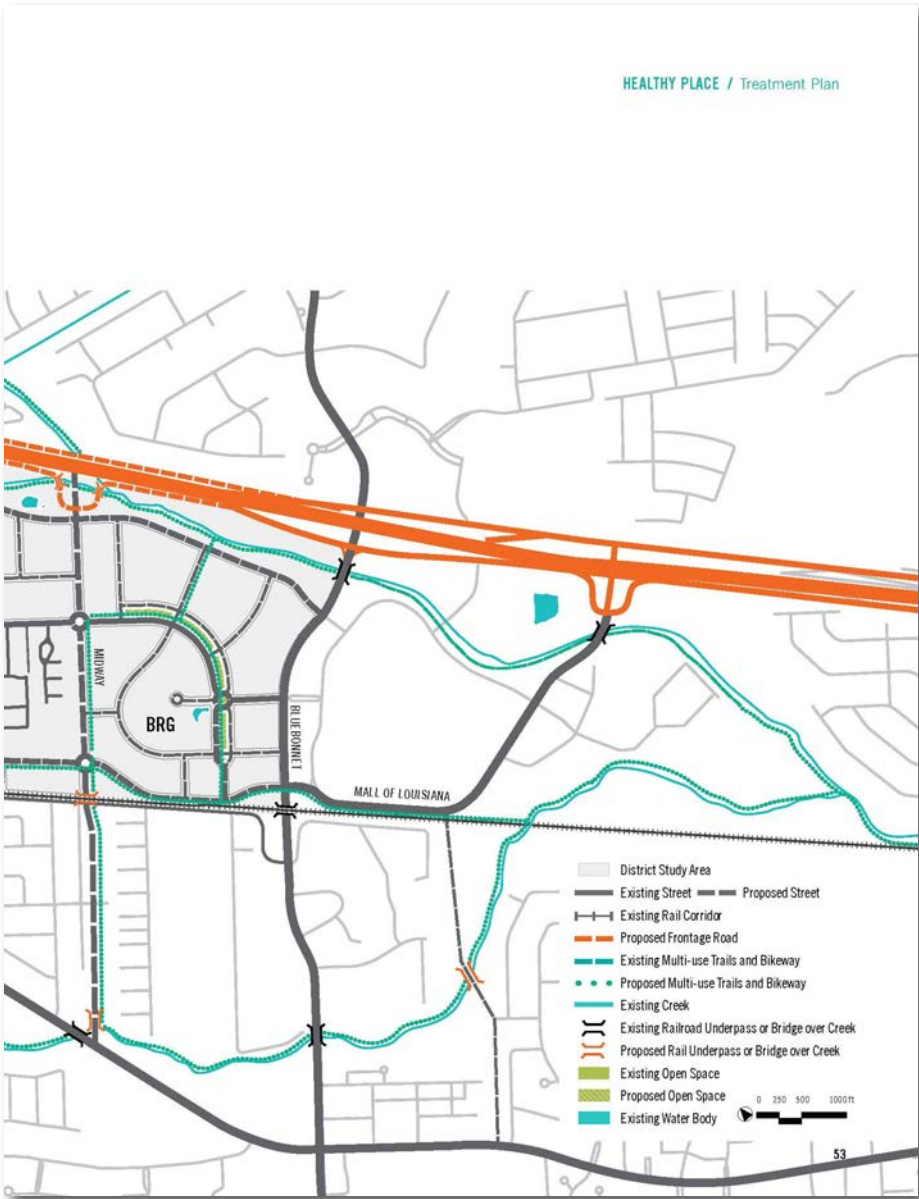 HEALTHY PLACE / Treatment Plan
MIDWAY
BRG
BLUEBONNET
MALL OF LOUISIANA
District Study Area
Existing Street Proposed Street
Existing Rail Corridor
Proposed Frontage Road
Existing Multi-use Trails and Bikeway
Proposed Multi-use Trails and Bikeway
Existing Creek
Existing Railroad Underpass or Bridge over Creek
Proposed Rail Underpass or Bridge over Creek
Existing Open Space
Proposed Open Space
Existing Water Body
0 250 500 1000 ft
53